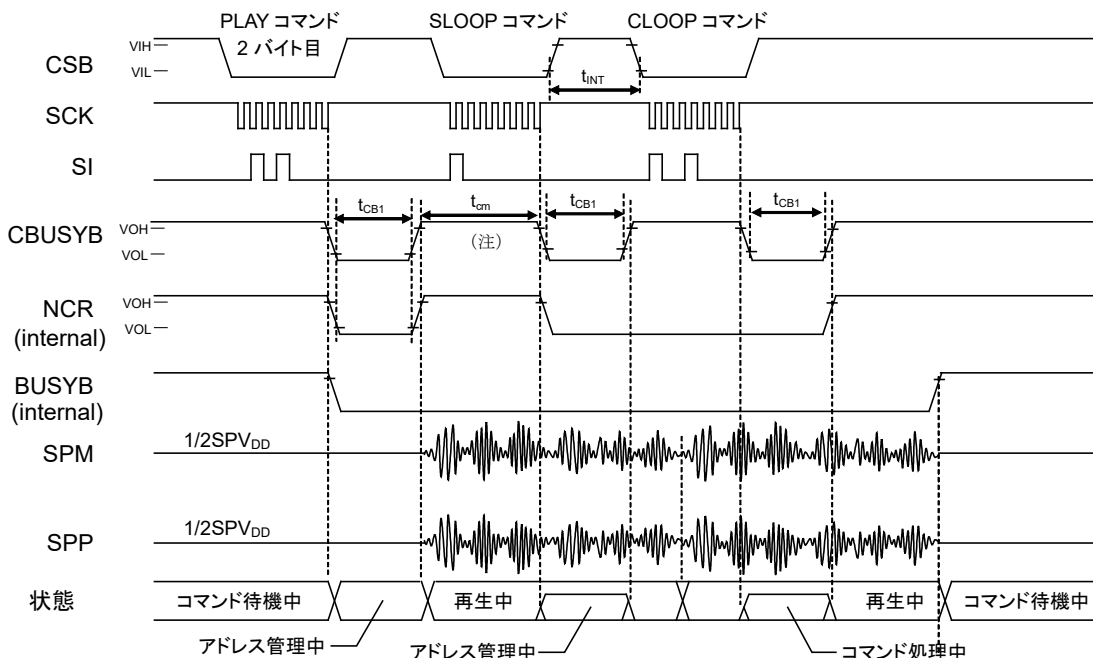 PLAY コマンド
2 バイト目
SLOOP コマンド
CLOOP コマンド
CSB
VIH
VIL
tINT
SCK
SI
tCB1
tcm
tCB1
tCB1
CBUSYB
VOH
VOL
(注)
NCR
(internal)
VOH
VOL
BUSYB
(internal)
SPM
1/2SPVDD
SPP
1/2SPVDD
状態
コマンド待機中
再生中
再生中
コマンド待機中
アドレス管理中
アドレス管理中
コマンド処理中